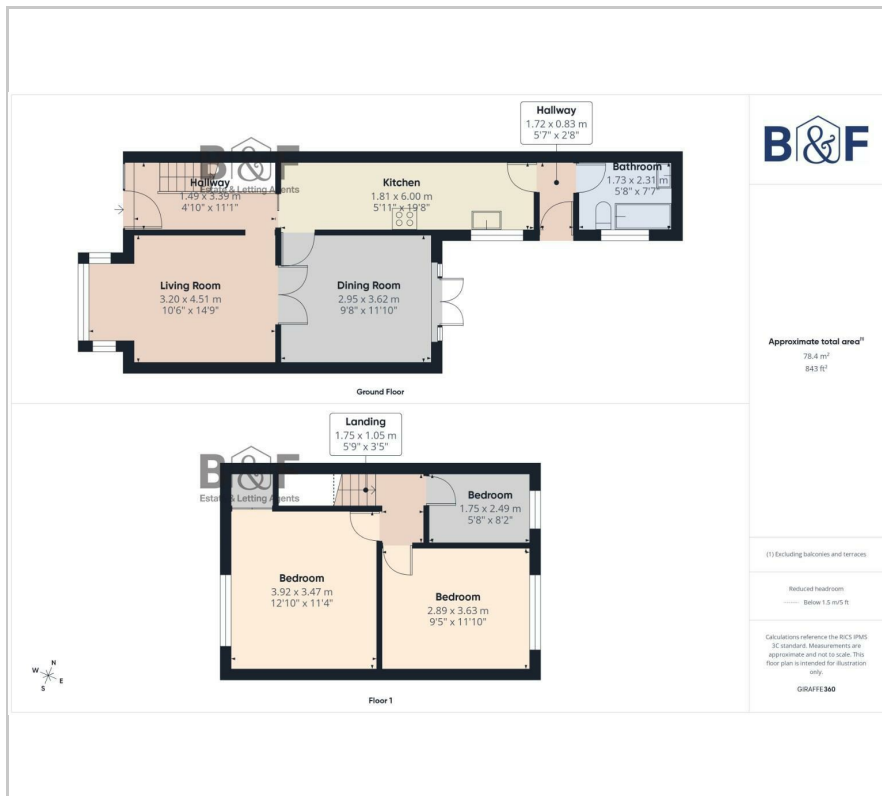 Hallway
1.72 x 0.83 m
5'7" x 2'8"
B&F
Estate & Letting Agents
Hallway
1.49 x 3.39 m
4'10" x 11'1"
Kitchen
1.81 x 6.00 m
5'11" x 19'8"
Bathroom
1.73 x 2.31 m
5'8" x 7'7"
Living Room
3.20 x 4.51 m
10'6" x 14'9"
Dining Room
2.95 x 3.62 m
9'8" x 11'10"
Ground Floor
Landing
1.75 x 1.05 m
5'9" x 3'5"
B&F
Estate & Letting Agents
Bedroom
1.75 x 2.49 m
5'8" x 8'2"
Bedroom
3.92 x 3.47 m
12'10" x 11'4"
Bedroom
2.89 x 3.63 m
9'5" x 11'10"
N
W
E
S
Floor 1
B&F
Approximate total area(1)
78.4 m²
843 ft²
(1) Excluding balconies and terraces
Reduced headroom
Below 1.5 m/5 ft
Calculations reference the RICS IPMS
3C standard. Measurements are
approximate and not to scale. This
floor plan is intended for illustration
only.
GIRAFFE360